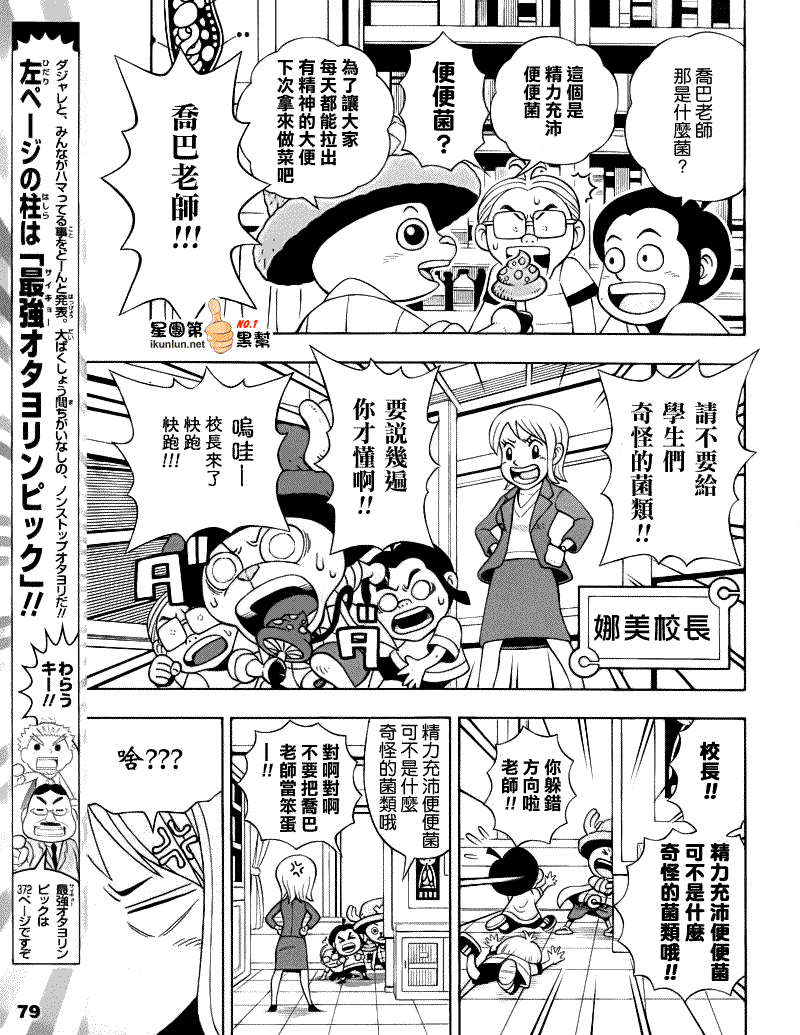 喬巴老師
那是什麼菌？
這個是
精力充沛
便便菌
便便菌？
為了讓大家
每天都能拉出
有精神的大便
下次拿來做菜吧
喬巴老師!!!
星團第
NO.1
黑幫
ikunlun.net
請不要給
學生們
奇怪的菌類!!
要説幾遍
你才懂啊!!
嗚哇ー
校長來了
快跑
快跑!!!
ダッ
ダッ
娜美校長
校長!!
精力充沛便便菌
可不是什麼
奇怪的菌類哦!!
你躲錯
方向啦
老師!!
精力充沛便便菌
可不是什麼
奇怪的菌類哦
對啊對啊
不要把喬巴
老師當笨蛋
ー!!
啥???
ダジャレと、みんながハマってる事をどーんと発表。大ばくしょう間ちがいなしの、ノンストップオタヨリだ!!
左ページの柱は「最強オタヨリンピック」!!
わらう
キー!!
最強オタヨリン
ピックは
372ページですぞ
79